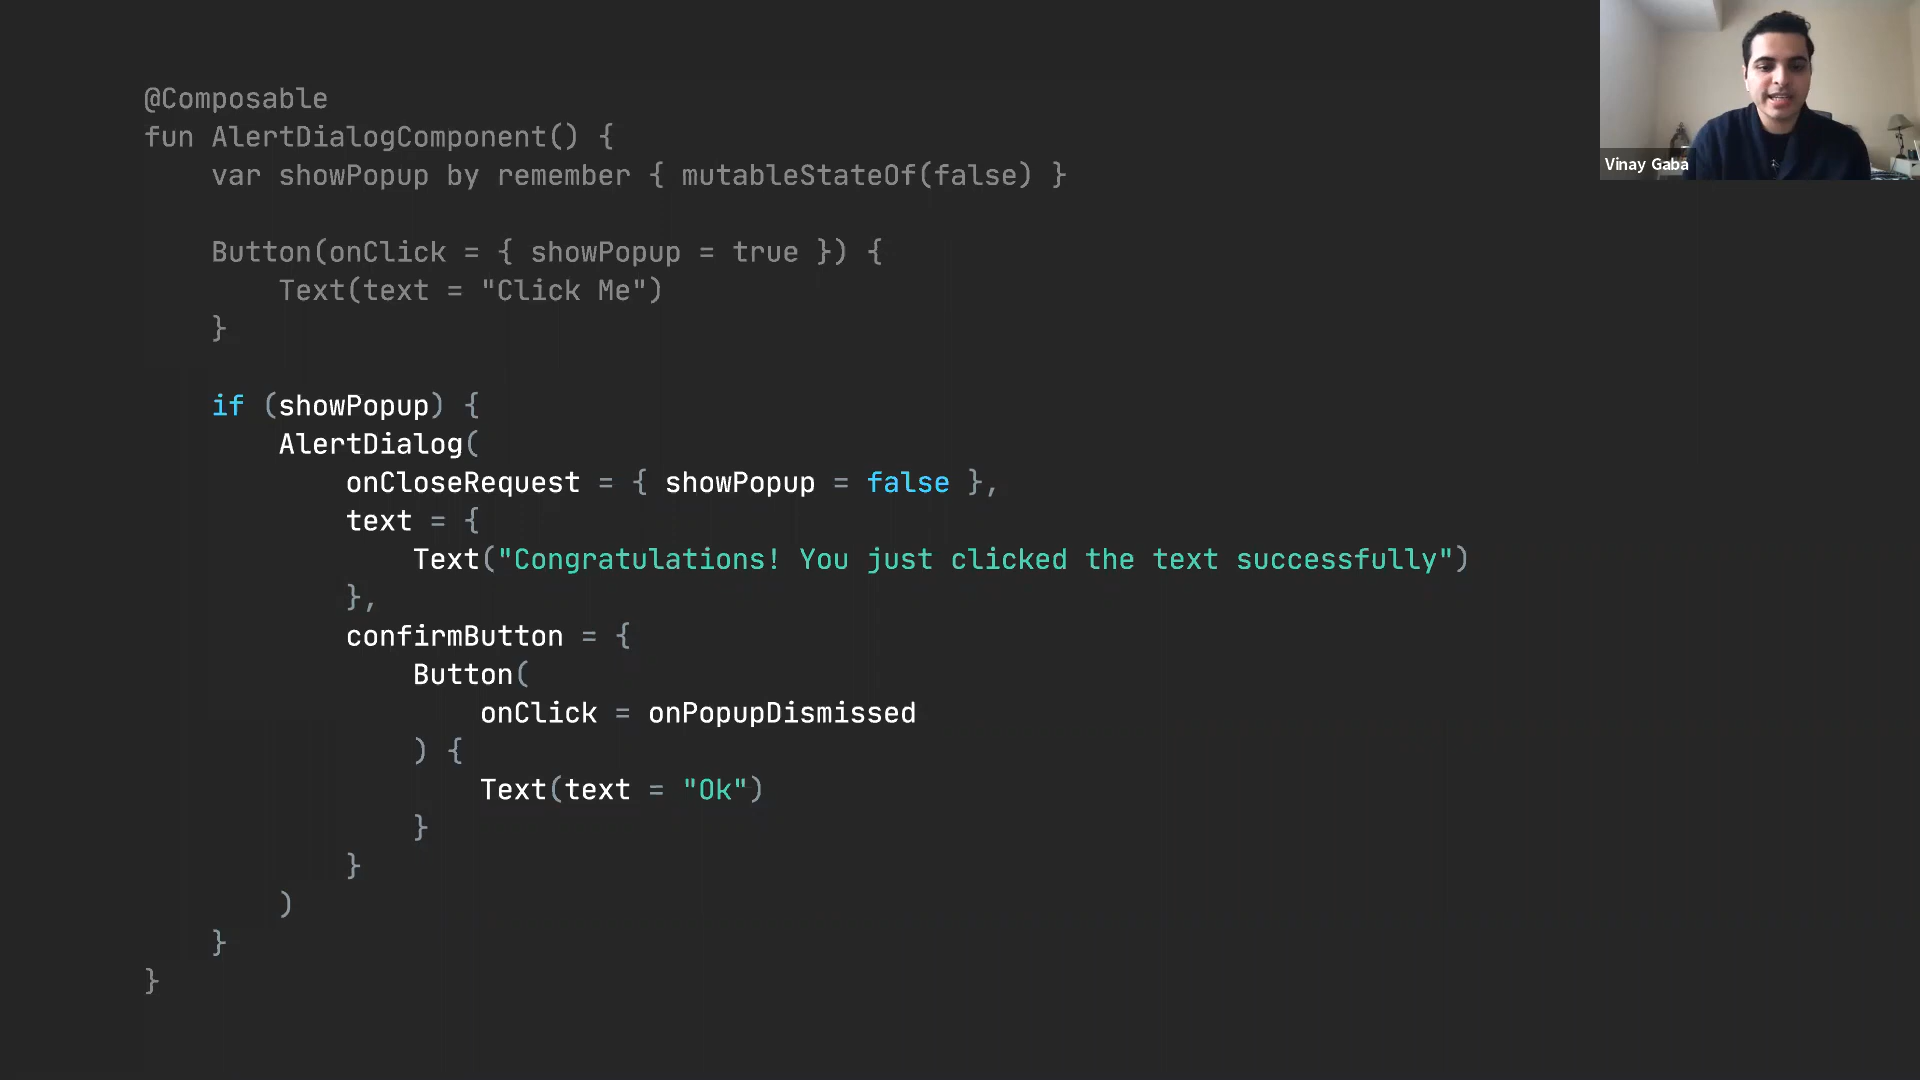 @Composable
fun AlertDialogComponent() {
    var showPopup by remember { mutableStateOf(false) }

    Button(onClick = { showPopup = true }) {
        Text(text = "Click Me")
    }

    if (showPopup) {
        AlertDialog(
            onCloseRequest = { showPopup = false },
            text = {
                Text("Congratulations! You just clicked the text successfully")
            },
            confirmButton = {
                Button(
                    onClick = onPopupDismissed
                ) {
                    Text(text = "Ok")
                }
            }
        )
    }
}
Vinay Gaba